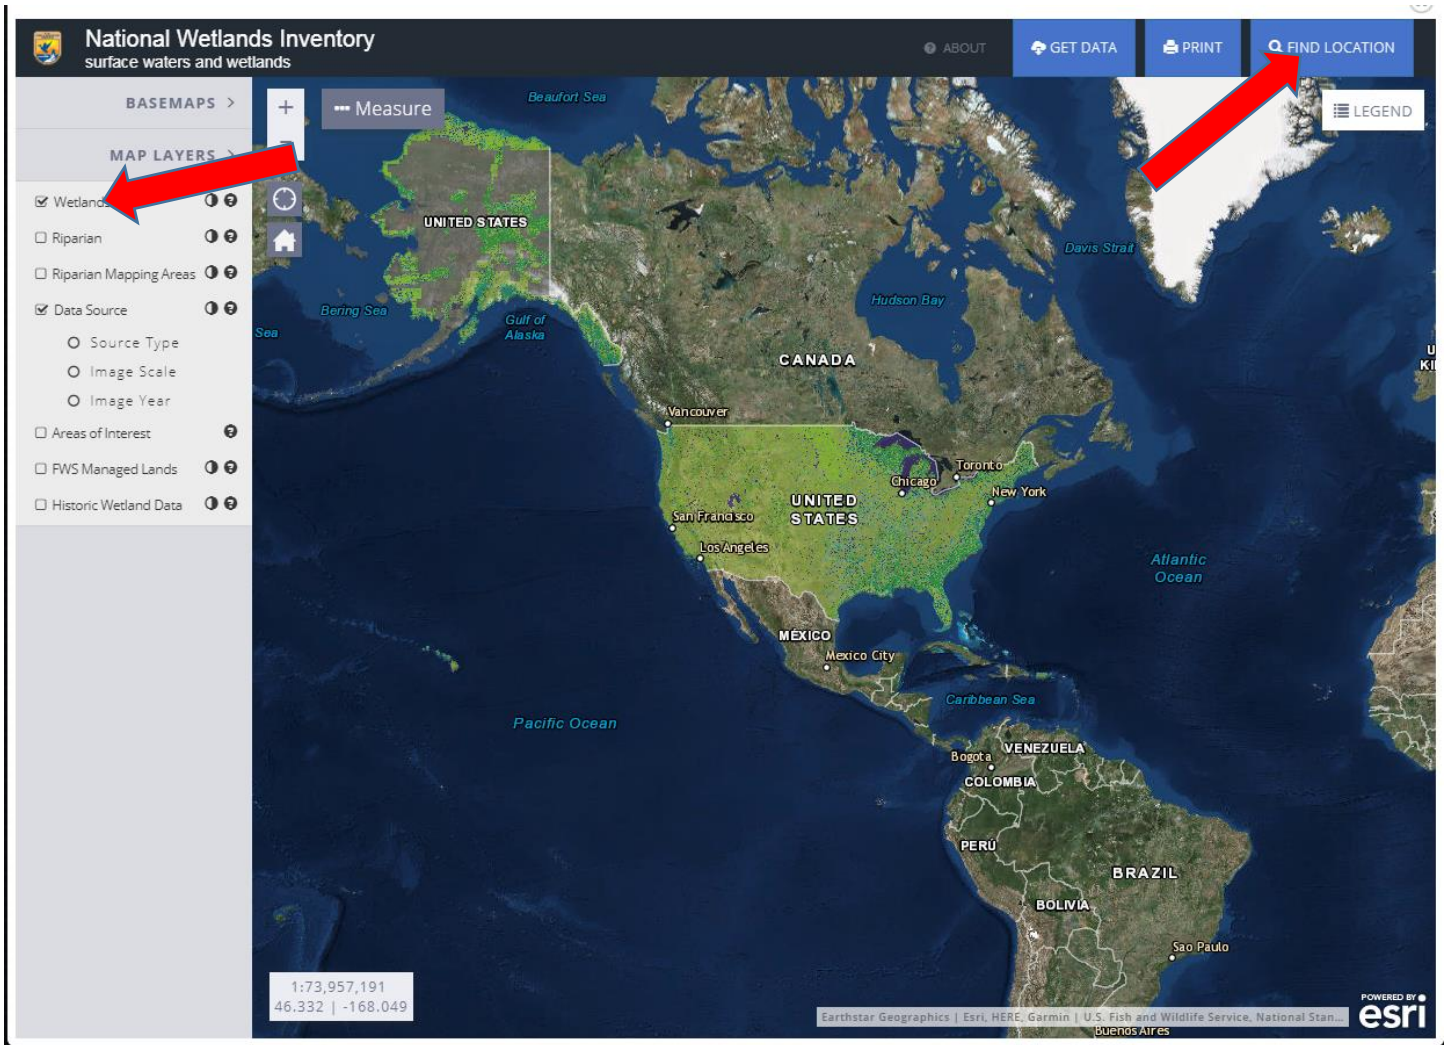 National Wetlands Inventory
surface waters and wetlands
ABOUT
GET DATA
PRINT
FIND LOCATION
BASEMAPS >
MAP LAYERS
Wetlands
Riparian
Riparian Mapping Areas
Data Source
Source Type
Image Scale
Image Year
Areas of Interest
FWS Managed Lands
Historic Wetland Data
+
Measure
LEGEND
Beaufort Sea
UNITED STATES
Davis Strait
Bering Sea
Sea
Gulf of
Alaska
Hudson Bay
CANADA
U
KI
Vancouver
Toronto
Chicago
New York
UNITED
STATES
San Francisco
Los Angeles
Atlantic
Ocean
MÉXICO
Mexico City
Caribbean Sea
Pacific Ocean
VENEZUELA
Bogota
COLOMBIA
PERÚ
BRAZIL
BOLIVIA
Sao Paulo
Buenos Aires
1:73,957,191
46.332 | -168.049
Earthstar Geographics | Esri, HERE, Garmin | U.S. Fish and Wildlife Service, National Stan...
POWERED BY
esri